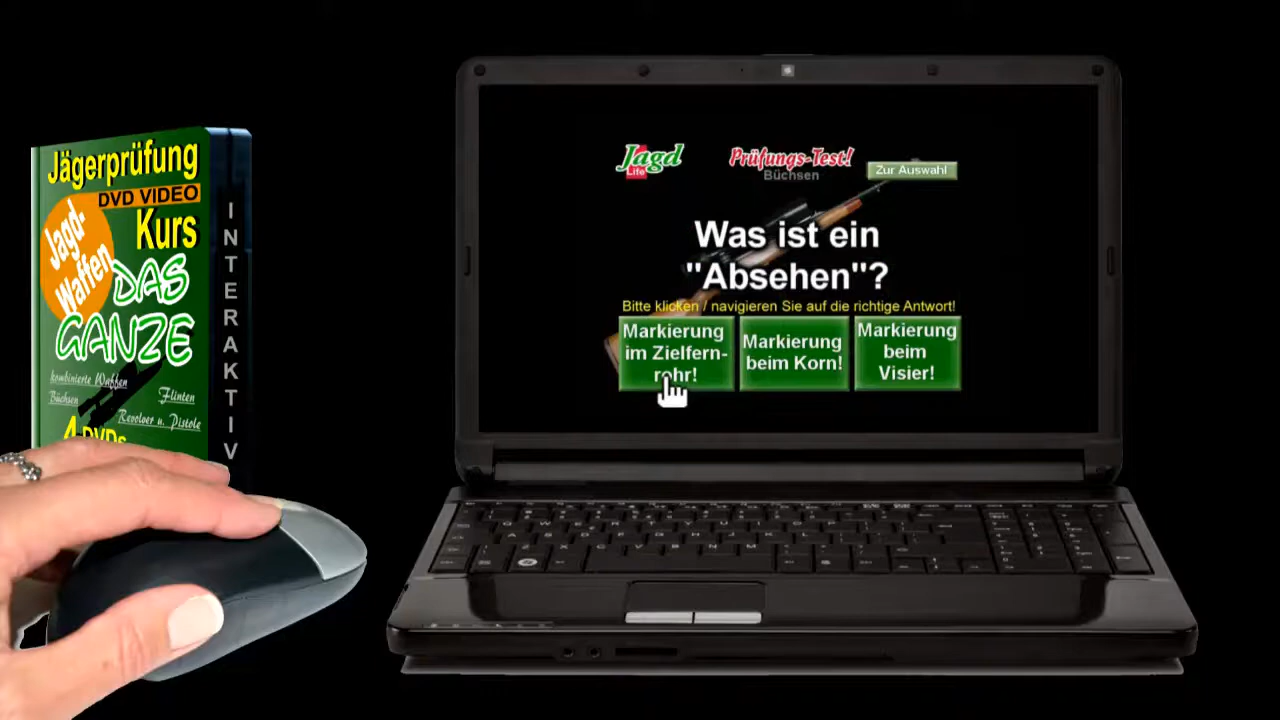 Jägerprüfung
DVD VIDEO
Kurs
Jagd-
Waffen
DAS
GANZE
kombinierte Waffen
Büchsen
Flinten
Revolver u. Pistole
4 DVDs
INTERAKTIV
Jagd
Life
Prüfungs-Test!
Büchsen
Zur Auswahl
Was ist ein
"Absehen"?
Bitte klicken / navigieren Sie auf die richtige Antwort!
Markierung
im Zielfern-
rohr!
Markierung
beim Korn!
Markierung
beim
Visier!